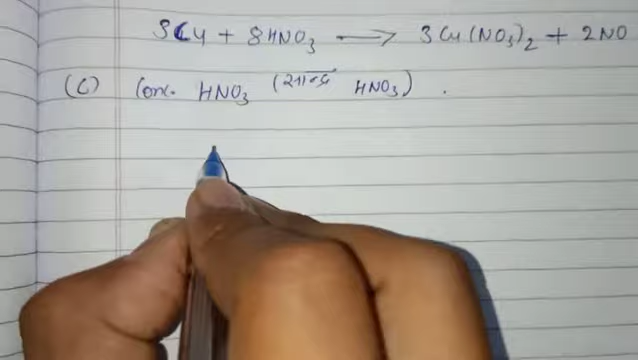 3Cu + 8HNO₃ ⟶ 3Cu(NO₃)₂ + 2NO
(C) Conc. HNO₃ ( HNO₃) .